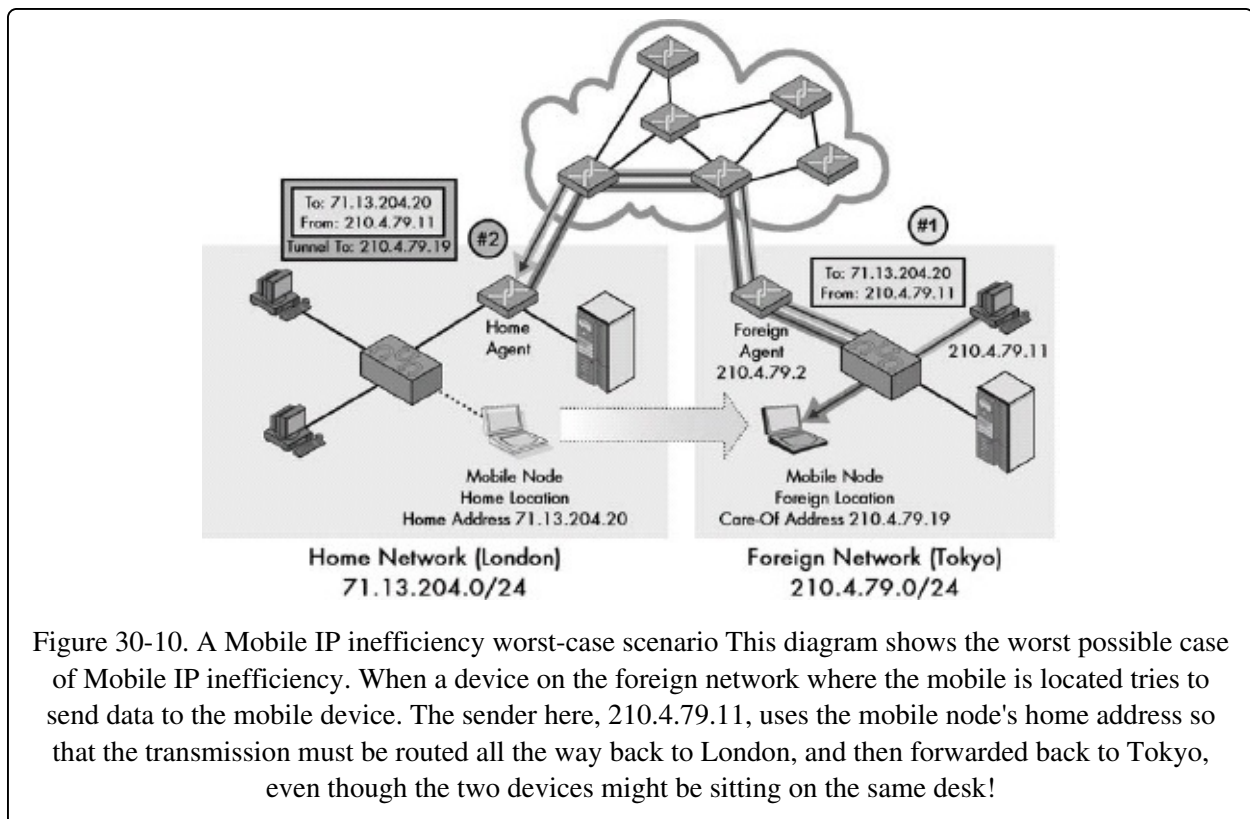 To: 71.13.204.20
From: 210.4.79.11
Tunnel To: 210.4.79.19
#2
#1
To: 71.13.204.20
From: 210.4.79.11
Home
Agent
Foreign
Agent
210.4.79.2
210.4.79.11
Mobile Node
Home Location
Home Address 71.13.204.20
Mobile Node
Foreign Location
Care-Of Address 210.4.79.19
Home Network (London)
71.13.204.0/24
Foreign Network (Tokyo)
210.4.79.0/24
Figure 30-10. A Mobile IP inefficiency worst-case scenario This diagram shows the worst possible case
of Mobile IP inefficiency. When a device on the foreign network where the mobile is located tries to
send data to the mobile device. The sender here, 210.4.79.11, uses the mobile node's home address so
that the transmission must be routed all the way back to London, and then forwarded back to Tokyo,
even though the two devices might be sitting on the same desk!